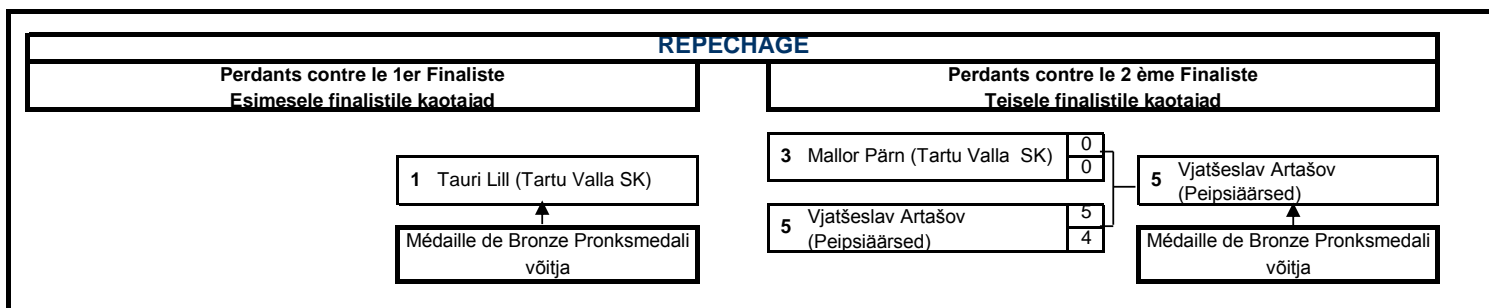 REPECHAGE
Perdants contre le 1er Finaliste
Esimesele finalistile kaotajad
Perdants contre le 2 ème Finaliste
Teisele finalistile kaotajad
1 Tauri Lill (Tartu Valla SK)
Médaille de Bronze Pronksmedali
võitja
3 Mallor Pärn (Tartu Valla SK) 0
0
5 Vjatšeslav Artašov
(Peipsiäärsed) 5
4
5 Vjatšeslav Artašov
(Peipsiäärsed)
Médaille de Bronze Pronksmedali
võitja